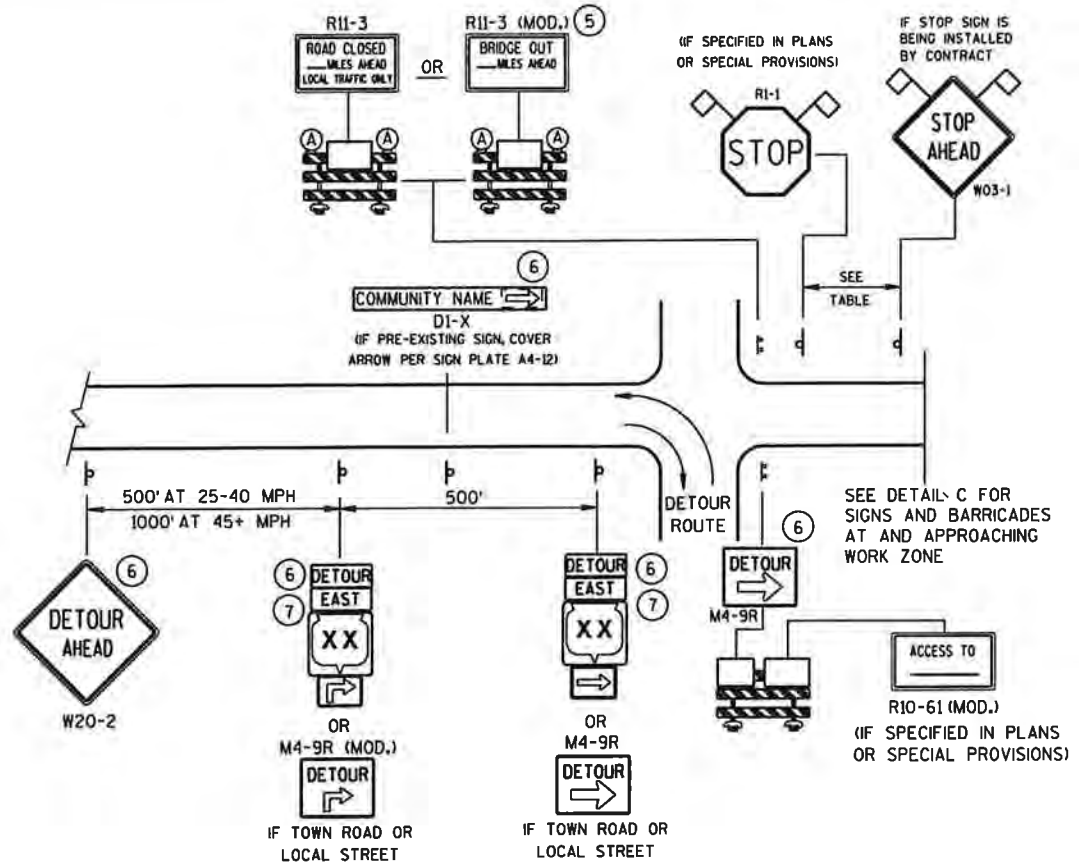 R11-3
ROAD CLOSED
___MILES AHEAD
LOCAL TRAFFIC ONLY
OR
R11-3 (MOD.) 5
BRIDGE OUT
___MILES AHEAD
A
A
A
A
(IF SPECIFIED IN PLANS
OR SPECIAL PROVISIONS)
R1-1
STOP
IF STOP SIGN IS
BEING INSTALLED
BY CONTRACT
STOP
AHEAD
W03-1
SEE
TABLE
6
COMMUNITY NAME
D1-X
(IF PRE-EXISTING SIGN, COVER
ARROW PER SIGN PLATE A4-12)
500' AT 25-40 MPH
1000' AT 45+ MPH
500'
DETOUR
ROUTE
SEE DETAIL C FOR
SIGNS AND BARRICADES
AT AND APPROACHING
WORK ZONE
6
DETOUR
AHEAD
W20-2
6
DETOUR
7
EAST
XX
OR
M4-9R (MOD.)
DETOUR
IF TOWN ROAD OR
LOCAL STREET
DETOUR
6
EAST
7
XX
OR
M4-9R
DETOUR
IF TOWN ROAD OR
LOCAL STREET
6
DETOUR
M4-9R
ACCESS TO
R10-61 (MOD.)
(IF SPECIFIED IN PLANS
OR SPECIAL PROVISIONS)